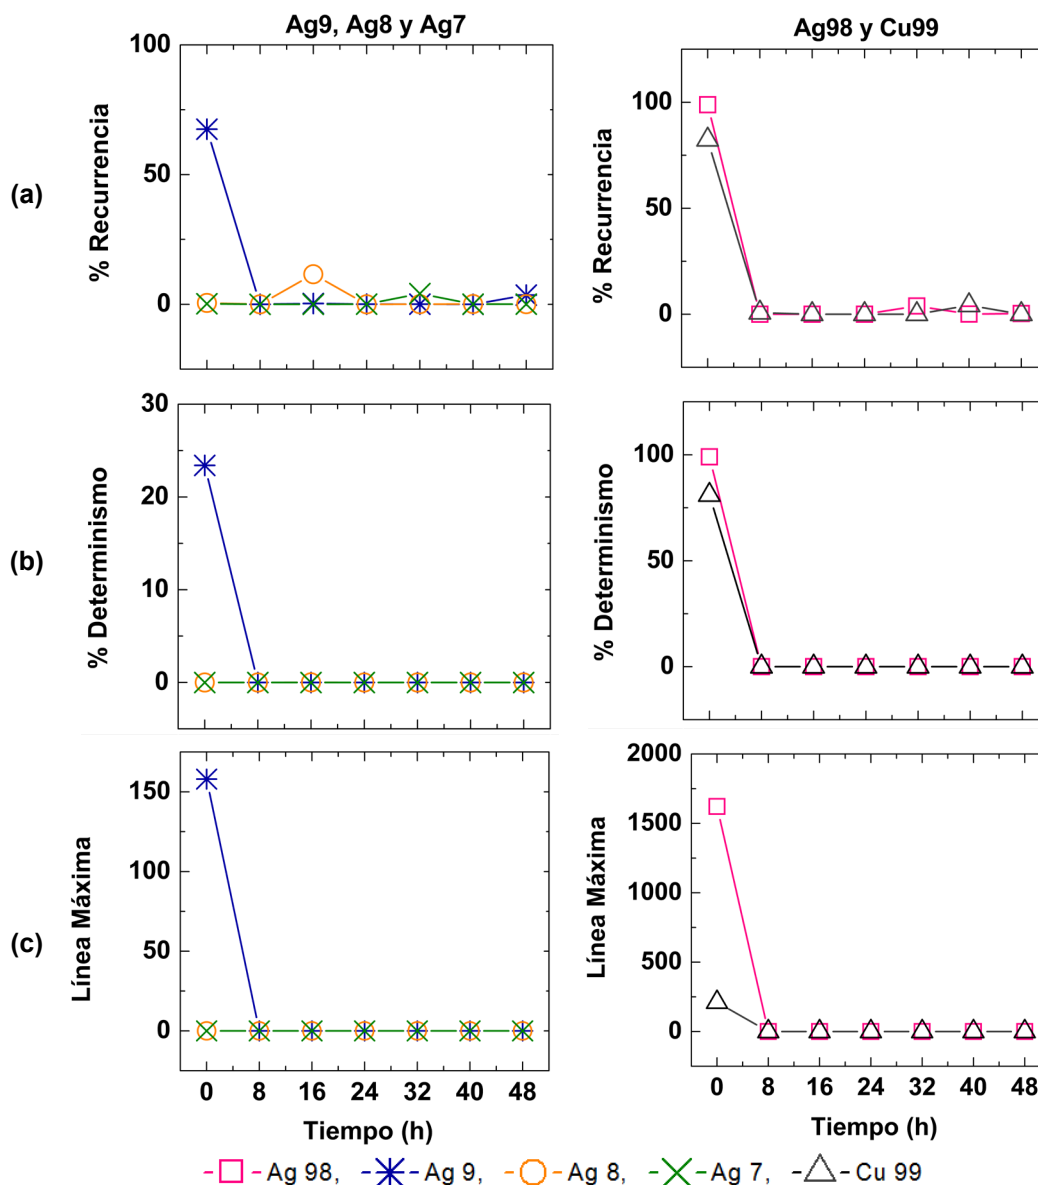 Ag9, Ag8 y Ag7
Ag98 y Cu99
(a)
% Recurrencia
100
50
0
% Recurrencia
100
50
0
(b)
% Determinismo
30
20
10
0
% Determinismo
100
50
0
(c)
Línea Máxima
150
100
50
0
0 8 16 24 32 40 48
Tiempo (h)
Línea Máxima
2000
1500
1000
500
0
0 8 16 24 32 40 48
Tiempo (h)
Ag 98, Ag 9, Ag 8, Ag 7, Cu 99